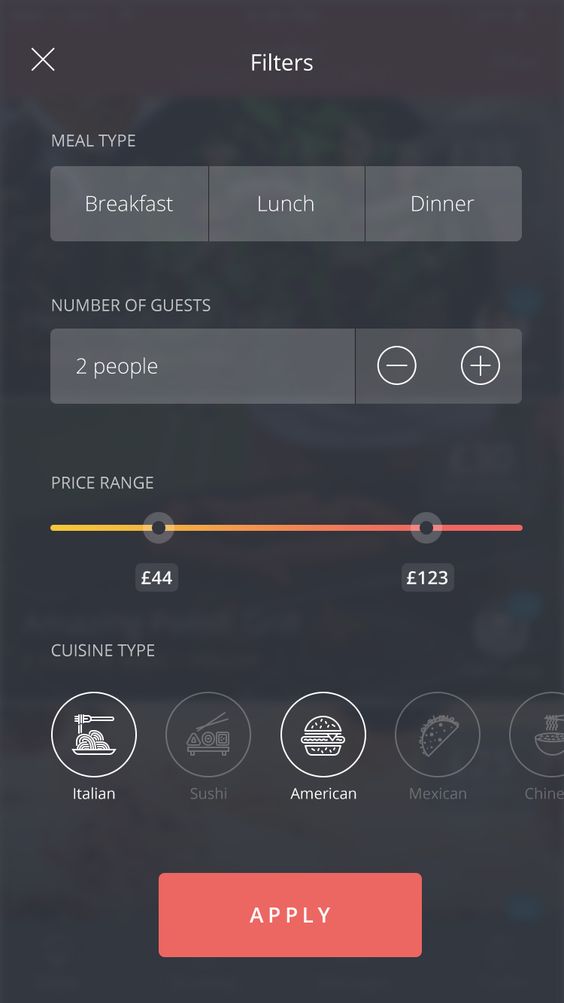 Filters
MEAL TYPE
Breakfast Lunch Dinner
NUMBER OF GUESTS
2 people
PRICE RANGE
£44 £123
CUISINE TYPE
Italian Sushi American Mexican Chine
APPLY